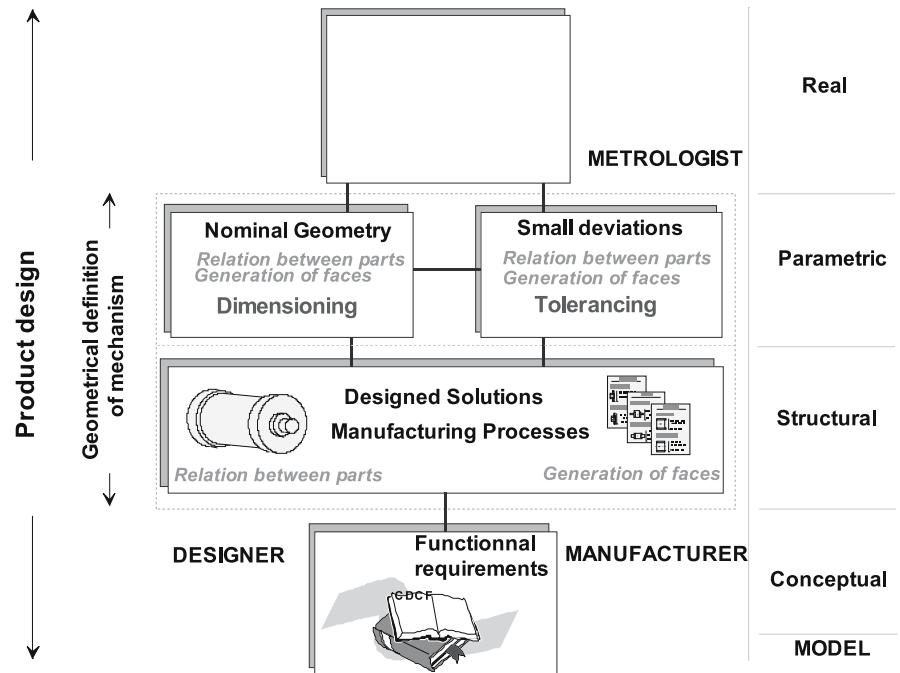 Real
METROLOGIST
Nominal Geometry
Relation between parts
Generation of faces
Dimensioning
Small deviations
Relation between parts
Generation of faces
Tolerancing
Parametric
Product design
Geometrical definition
of mechanism
Designed Solutions
Manufacturing Processes
Relation between parts
Generation of faces
Structural
DESIGNER
Functionnal
requirements
MANUFACTURER
CDCF
Conceptual
MODEL